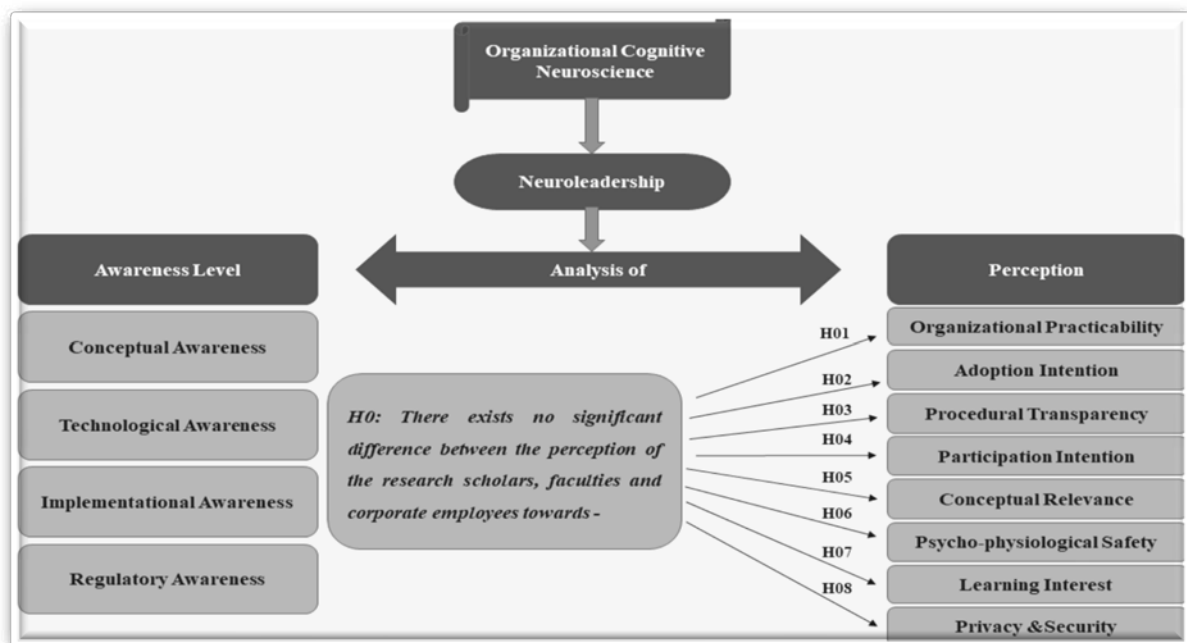 Organizational Cognitive
Neuroscience
Neuroleadership
Analysis of
Awareness Level
Conceptual Awareness
Technological Awareness
Implementational Awareness
Regulatory Awareness
H0: There exists no significant
difference between the perception of
the research scholars, faculties and
corporate employees towards -
H01
H02
H03
H04
H05
H06
H07
H08
Perception
Organizational Practicability
Adoption Intention
Procedural Transparency
Participation Intention
Conceptual Relevance
Psycho-physiological Safety
Learning Interest
Privacy &Security